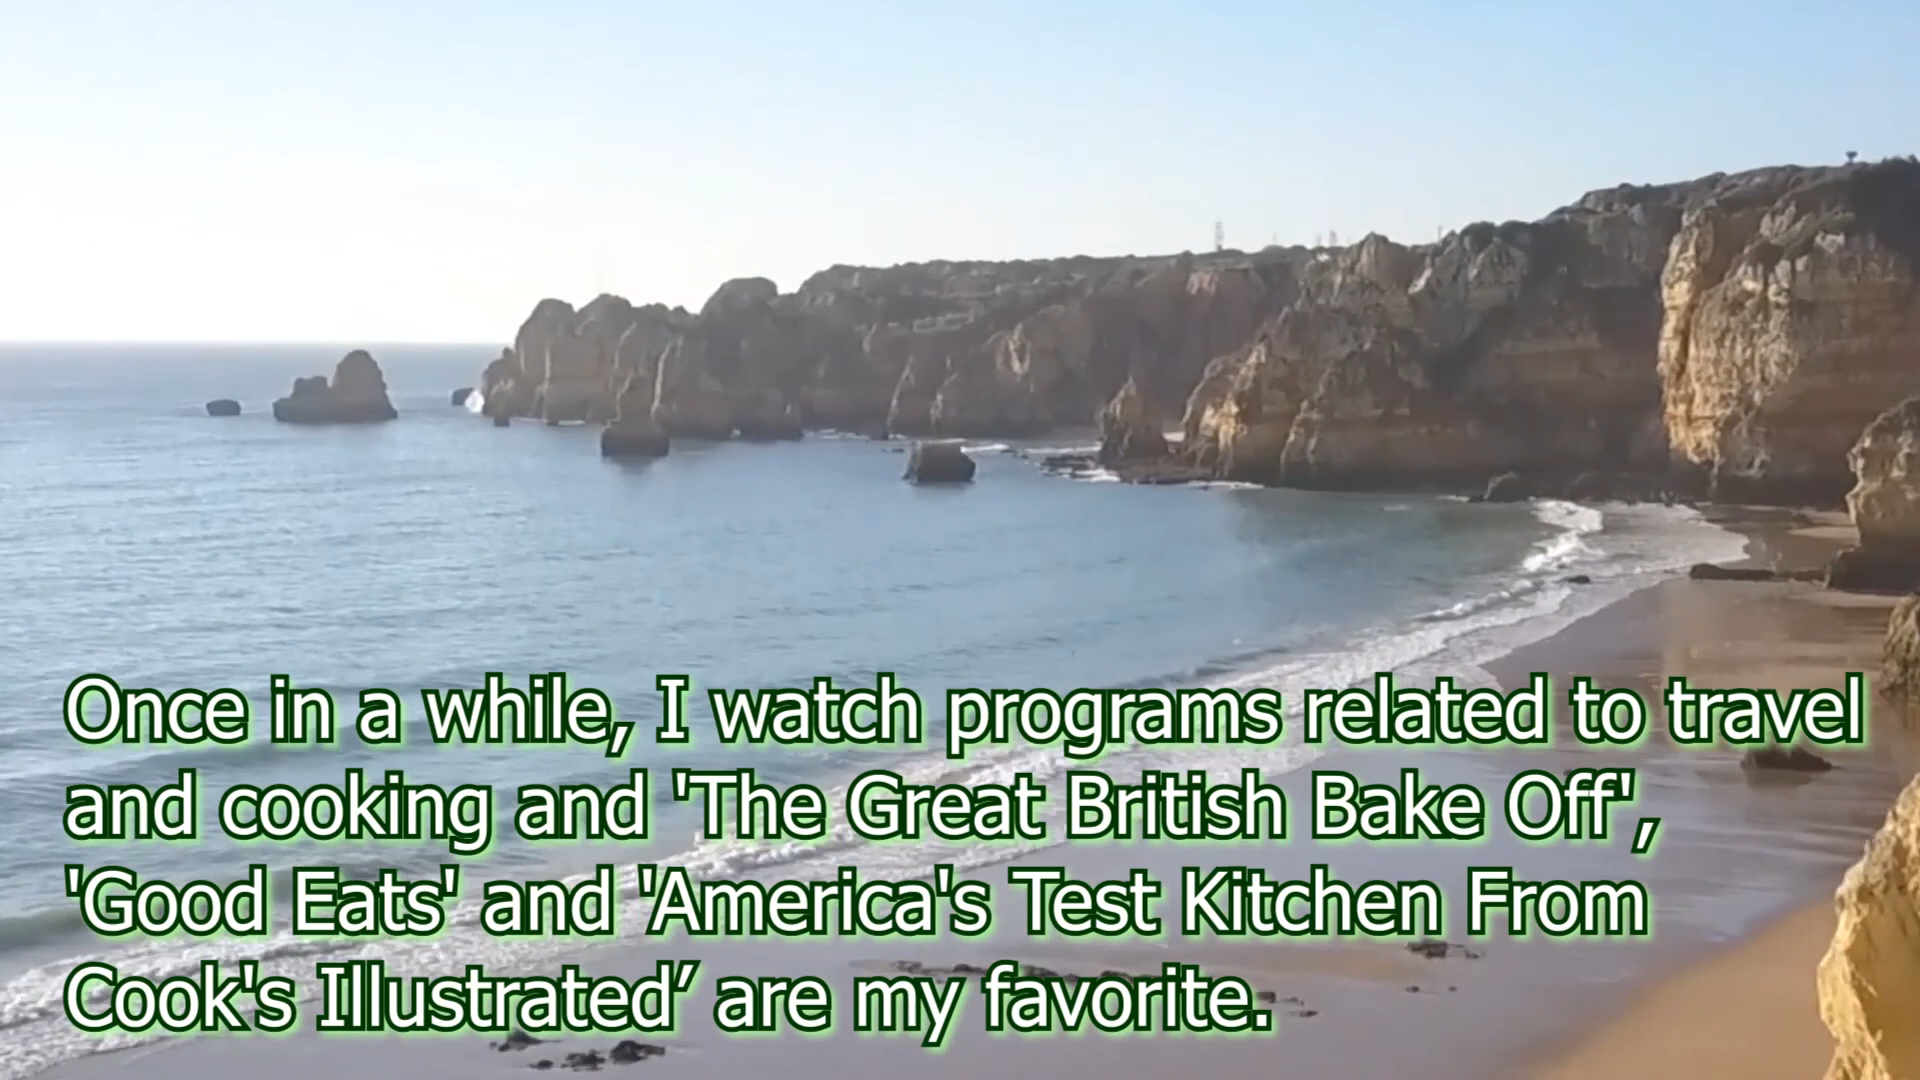 Once in a while, I watch programs related to travel
and cooking and 'The Great British Bake Off',
'Good Eats' and 'America's Test Kitchen From
Cook's Illustrated’ are my favorite.